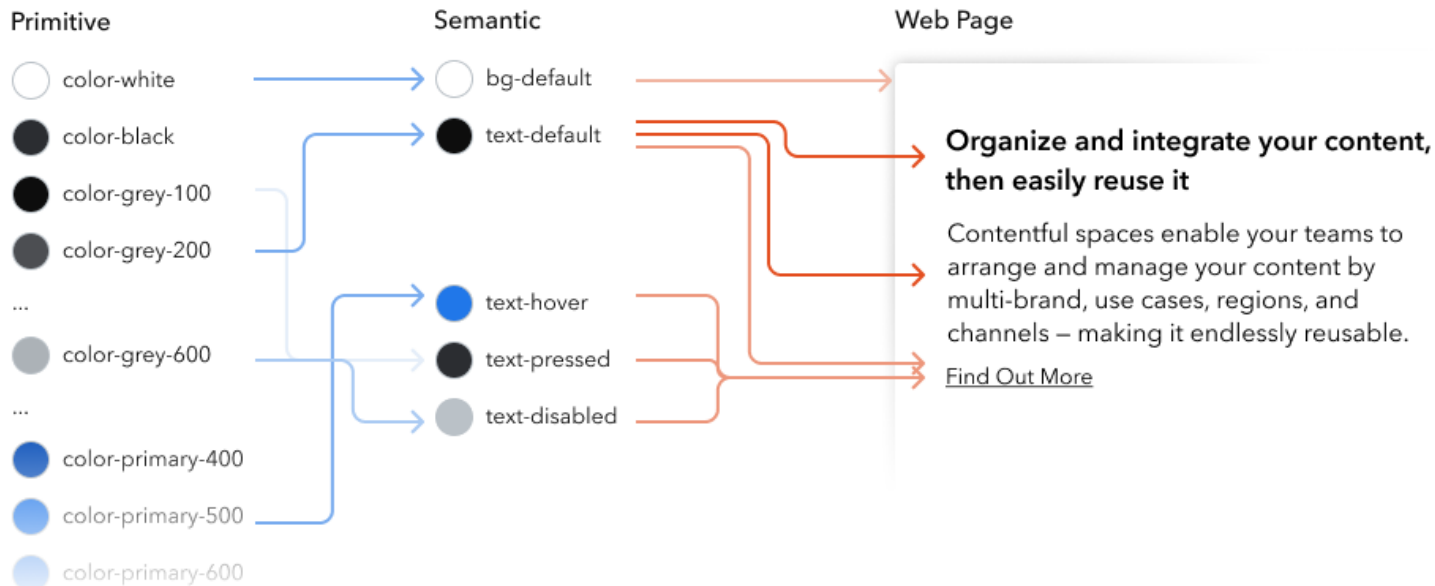 Primitive
Semantic
Web Page
color-white
color-black
color-grey-100
color-grey-200
...
color-grey-600
...
color-primary-400
color-primary-500
color-primary-600
bg-default
text-default
text-hover
text-pressed
text-disabled
Organize and integrate your content,
then easily reuse it
Contentful spaces enable your teams to
arrange and manage your content by
multi-brand, use cases, regions, and
channels – making it endlessly reusable.
Find Out More